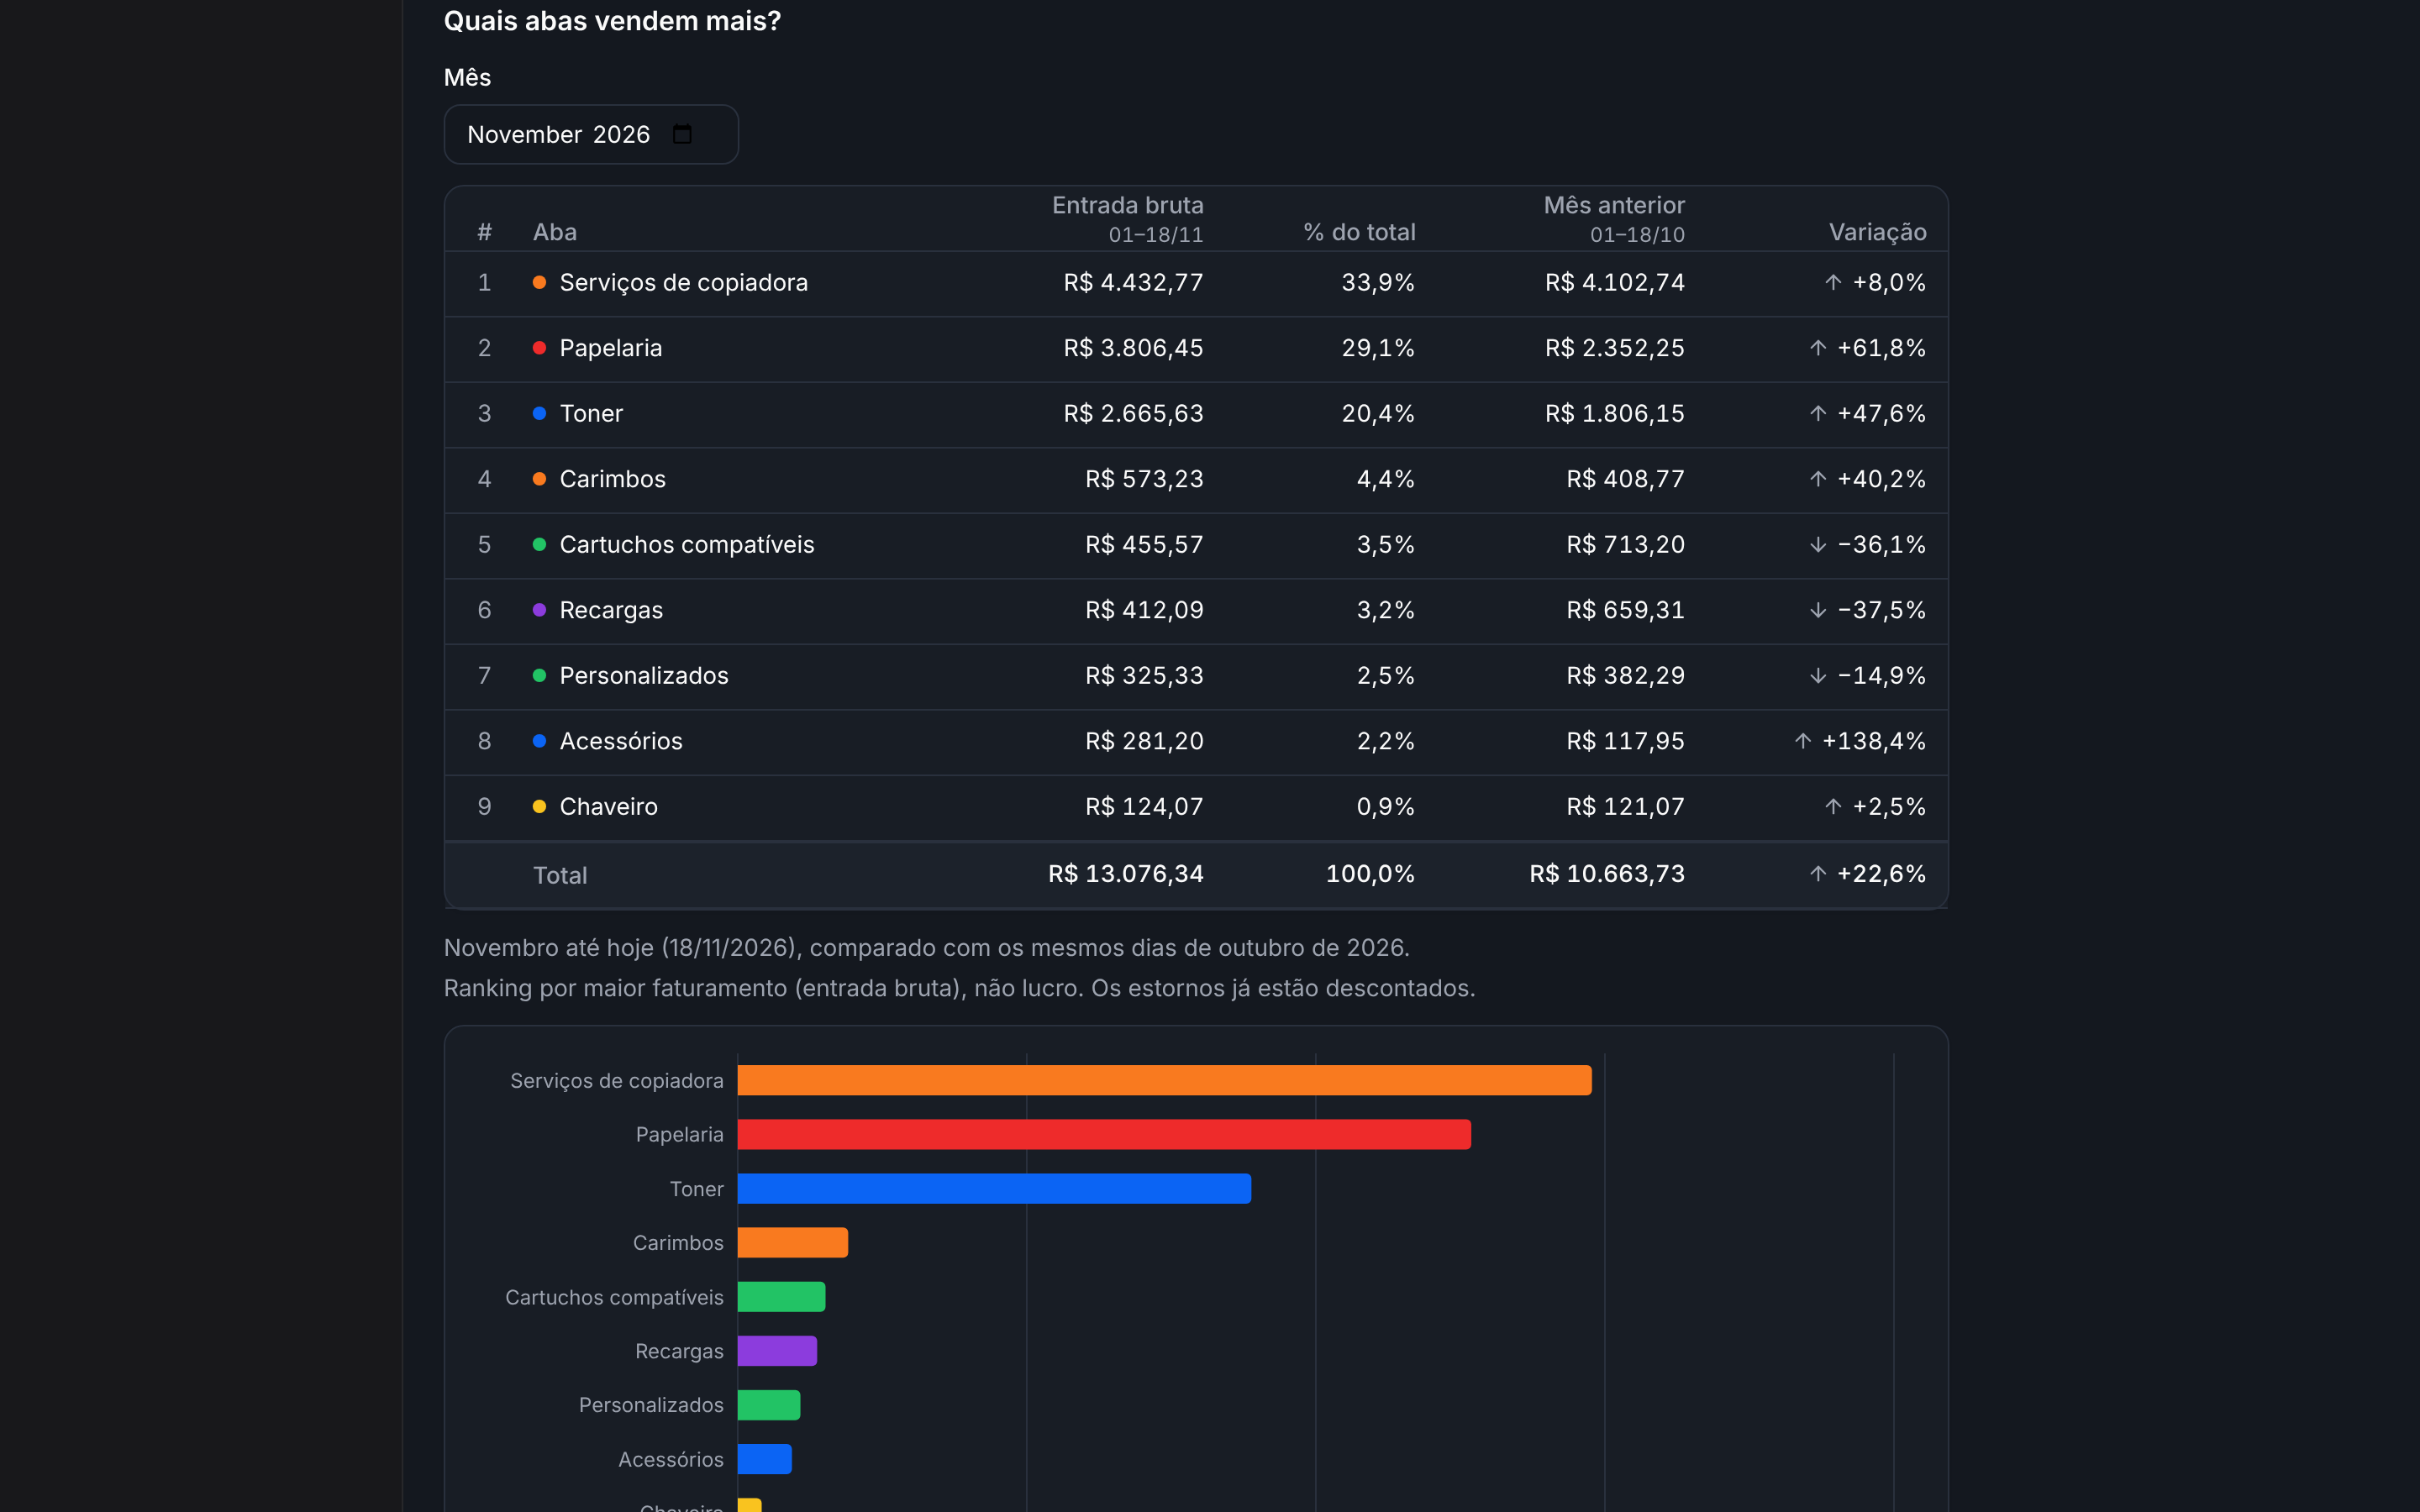 Quais abas vendem mais?
Mês
November 2026
# Aba Entrada bruta 01–18/11 % do total Mês anterior 01–18/10 Variação
1 Serviços de copiadora R$ 4.432,77 33,9% R$ 4.102,74 ↑ +8,0%
2 Papelaria R$ 3.806,45 29,1% R$ 2.352,25 ↑ +61,8%
3 Toner R$ 2.665,63 20,4% R$ 1.806,15 ↑ +47,6%
4 Carimbos R$ 573,23 4,4% R$ 408,77 ↑ +40,2%
5 Cartuchos compatíveis R$ 455,57 3,5% R$ 713,20 ↓ −36,1%
6 Recargas R$ 412,09 3,2% R$ 659,31 ↓ −37,5%
7 Personalizados R$ 325,33 2,5% R$ 382,29 ↓ −14,9%
8 Acessórios R$ 281,20 2,2% R$ 117,95 ↑ +138,4%
9 Chaveiro R$ 124,07 0,9% R$ 121,07 ↑ +2,5%
Total R$ 13.076,34 100,0% R$ 10.663,73 ↑ +22,6%
Novembro até hoje (18/11/2026), comparado com os mesmos dias de outubro de 2026.
Ranking por maior faturamento (entrada bruta), não lucro. Os estornos já estão descontados.
Serviços de copiadora
Papelaria
Toner
Carimbos
Cartuchos compatíveis
Recargas
Personalizados
Acessórios
Chaveiro